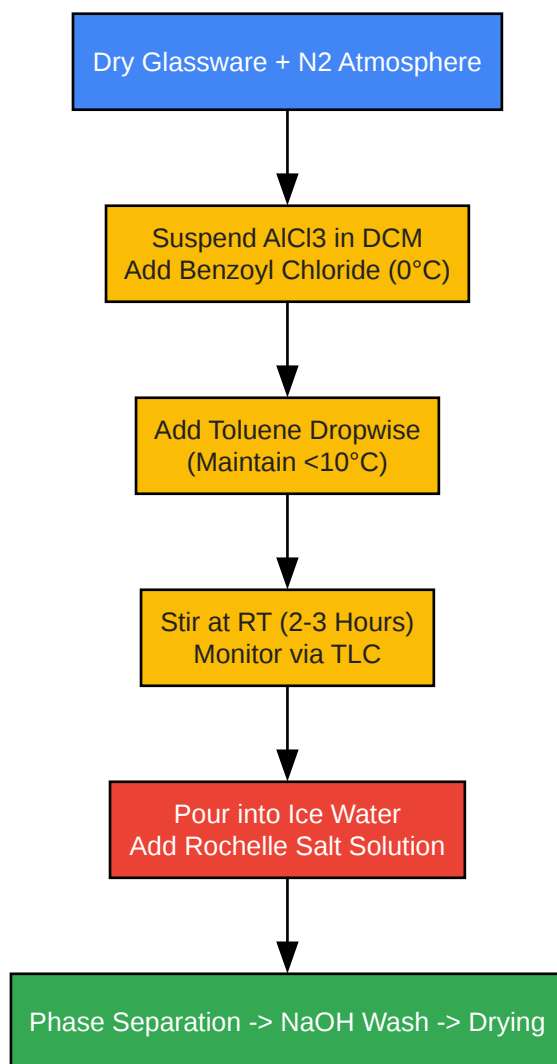 Dry Glassware + N2 Atmosphere
Suspend AlCl3 in DCM
Add Benzoyl Chloride (0°C)
Add Toluene Dropwise
(Maintain <10°C)
Stir at RT (2-3 Hours)
Monitor via TLC
Pour into Ice Water
Add Rochelle Salt Solution
Phase Separation -> NaOH Wash -> Drying